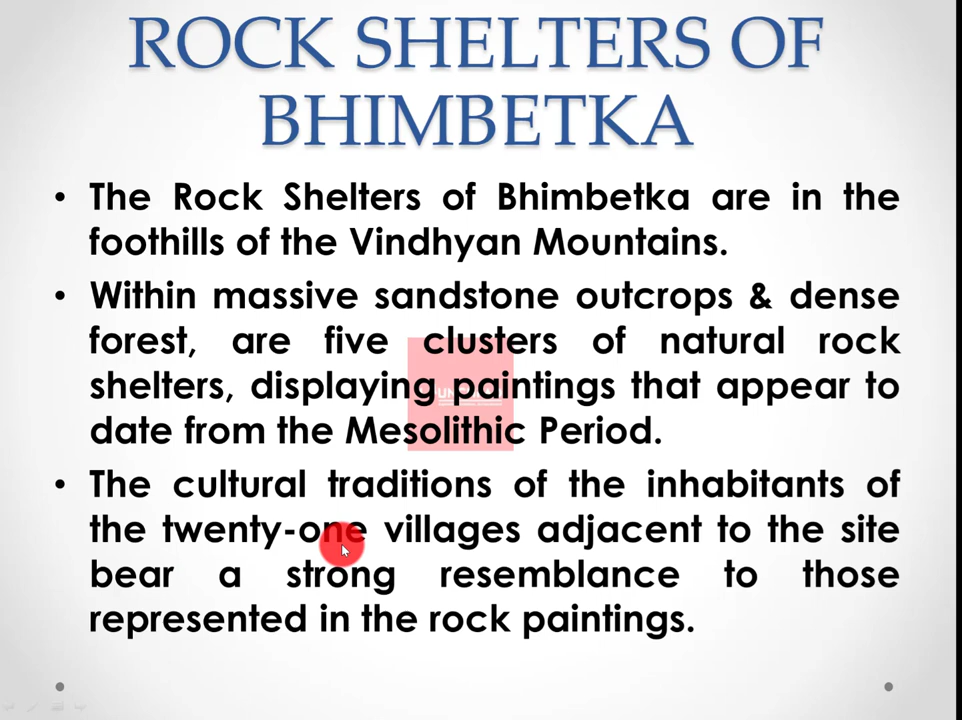 ROCK SHELTERS OF
BHIMBETKA
• The Rock Shelters of Bhimbetka are in the
foothills of the Vindhyan Mountains.
• Within massive sandstone outcrops & dense
forest, are five clusters of natural rock
shelters, displaying paintings that appear to
date from the Mesolithic Period.
• The cultural traditions of the inhabitants of
the twenty-one villages adjacent to the site
bear a strong resemblance to those
represented in the rock paintings.